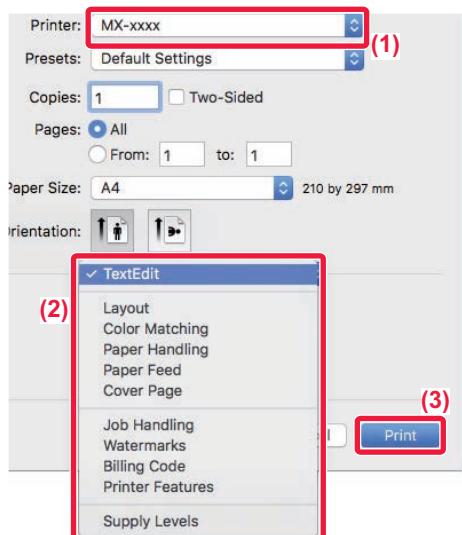 Printer: MX-xxxx
(1)
Presets: Default Settings
Copies: 1 Two-Sided
Pages: All
From: 1 to: 1
Paper Size: A4 210 by 297 mm
rientation:
✓ TextEdit
(2)
Layout
Color Matching
Paper Handling
Paper Feed
Cover Page
(3)
Job Handling
Print
Watermarks
Billing Code
Printer Features
Supply Levels